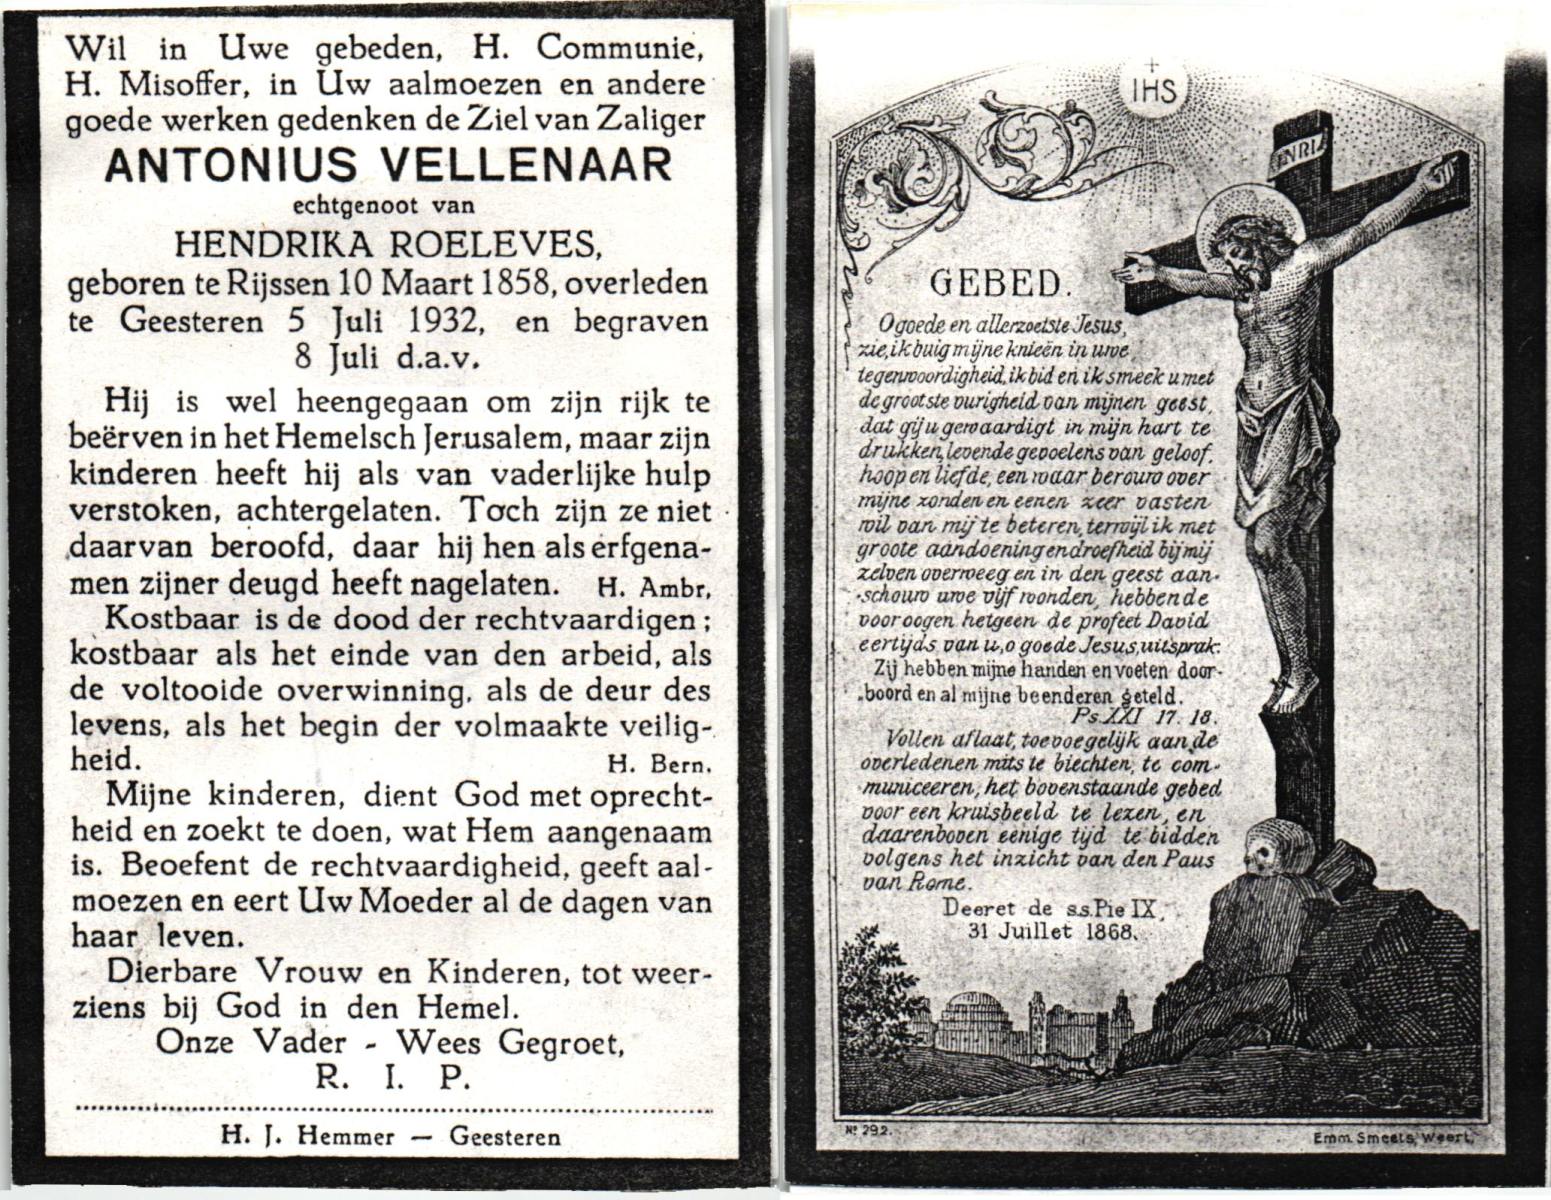 Wil in Uwe gebeden, H. Communie,
H. Misoffer, in Uw aalmoezen en andere
goede werken gedenken de Ziel van Zaliger
ANTONIUS VELLENAAR
echtgenoot van
HENDRIKA ROELEVES,
geboren te Rijssen 10 Maart 1858, overleden
te Geesteren 5 Juli 1932, en begraven
8 Juli d.a.v.
Hij is wel heengegaan om zijn rijk te
beërven in het Hemelsch Jerusalem, maar zijn
kinderen heeft hij als van vaderlijke hulp
verstoken, achtergelaten. Toch zijn ze niet
daarvan beroofd, daar hij hen als erfgena-
men zijner deugd heeft nagelaten. H. Ambr.
Kostbaar is de dood der rechtvaardigen;
kostbaar als het einde van den arbeid, als
de voltooide overwinning, als de deur des
levens, als het begin der volmaakte veilig-
heid. H. Bern.
Mijne kinderen, dient God met oprecht-
heid en zoekt te doen, wat Hem aangenaam
is. Beoefent de rechtvaardigheid, geeft aal-
moezen en eert Uw Moeder al de dagen van
haar leven.
Dierbare Vrouw en Kinderen, tot weer-
ziens bij God in den Hemel.
Onze Vader - Wees Gegroet,
R. I. P.
H. J. Hemmer — Geesteren
IHS
INRI
GEBED.
O goede en allerzoetste Jesus,
zie, ik buig mijne knieën in uwe
tegenwoordigheid, ik bid en ik smeek u met
de grootste vurigheid van mijnen geest,
dat gij u gewaardigt in mijn hart te
drukken, levende gevoelens van geloof,
hoop en liefde, een waar berouw over
mijne zonden en eenen zeer vasten
wil van mij te beteren, terwijl ik met
groote aandoening en droefheid bij mij
zelven overweeg en in den geest aan-
schouw uwe vijf wonden, hebbende
voor oogen hetgeen de profeet David
eertijds van u, o goede Jesus, uitsprak:
Zij hebben mijne handen en voeten door-
boord en al mijne beenderen geteld.
Ps. XXI 17. 18.
Vollen aflaat, toevoegelijk aan de
overledenen mits te biechten, te com-
municeeren, het bovenstaande gebed
voor een kruisbeeld te lezen, en
daarenboven eenige tijd te bidden
volgens het inzicht van den Paus
van Rome.
Deeret de s.s. Pie IX,
31 Juillet 1868.
No 292.
Emm. Smeets, Weert.